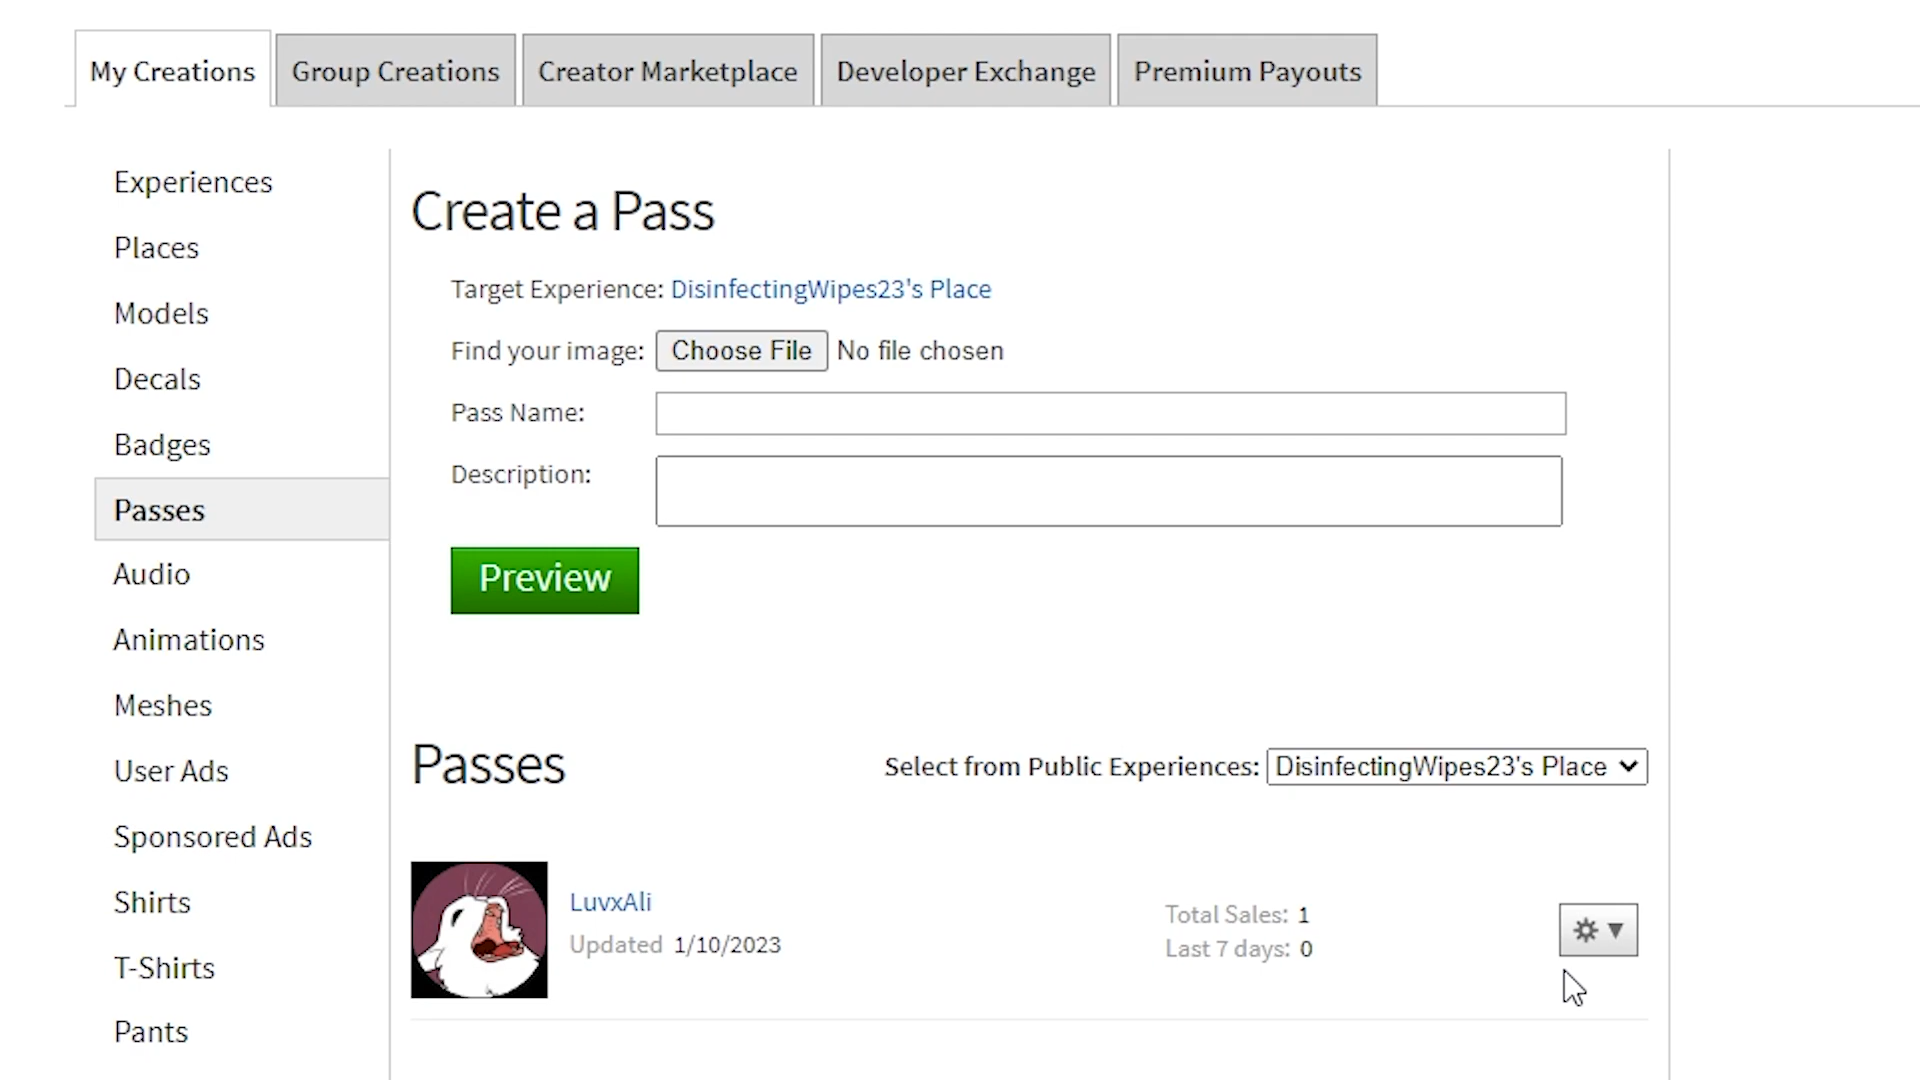 My Creations
Group Creations
Creator Marketplace
Developer Exchange
Premium Payouts
Experiences
Places
Models
Decals
Badges
Passes
Audio
Animations
Meshes
User Ads
Sponsored Ads
Shirts
T-Shirts
Pants
Create a Pass
Target Experience: DisinfectingWipes23's Place
Find your image: Choose File No file chosen
Pass Name:
Description:
Preview
Passes
Select from Public Experiences: DisinfectingWipes23's Place
LuvxAli
Updated 1/10/2023
Total Sales: 1
Last 7 days: 0